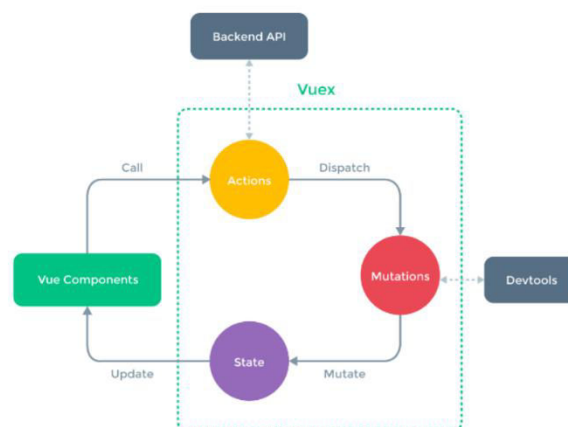 Backend API
Vuex
Call
Actions
Dispatch
Vue Components
Mutations
Devtools
State
Update
Mutate